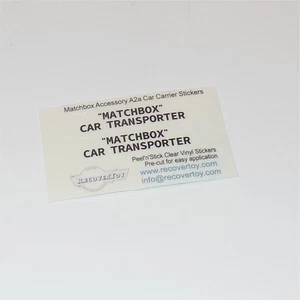 Matchbox Accessory A2a Car Carrier Stickers
"MATCHBOX"
CAR TRANSPORTER
"MATCHBOX"
CAR TRANSPORTER
Peel'n'Stick Clear Vinyl Stickers
Pre-cut for easy application
www.recovertoy.com
info@recovertoy.com
RECOVERTOY